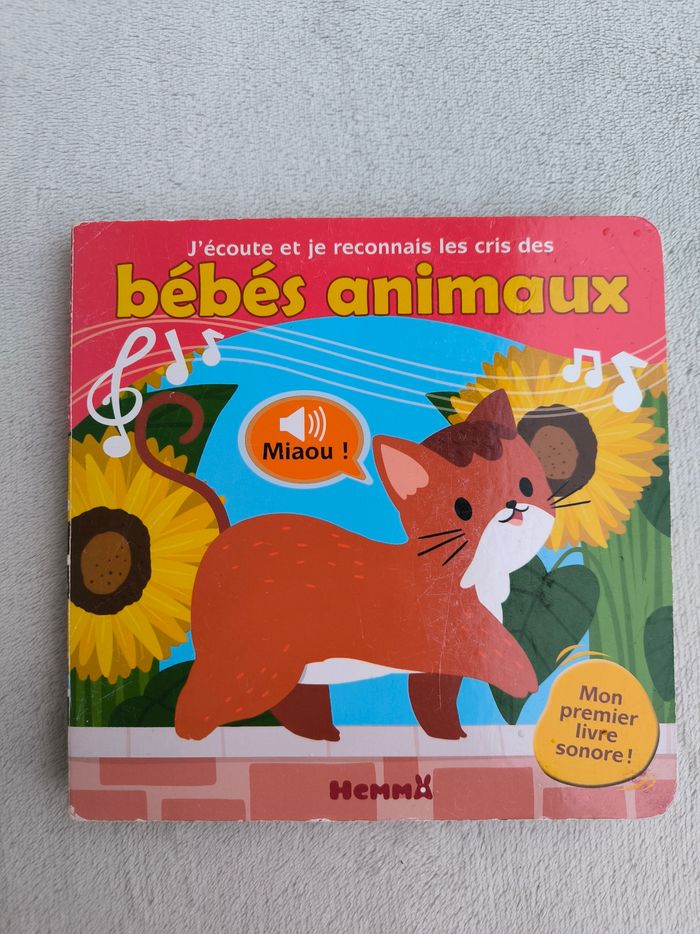 J'écoute et je reconnais les cris des
bébés animaux
Miaou !
Mon
premier
livre
sonore !
Hemma